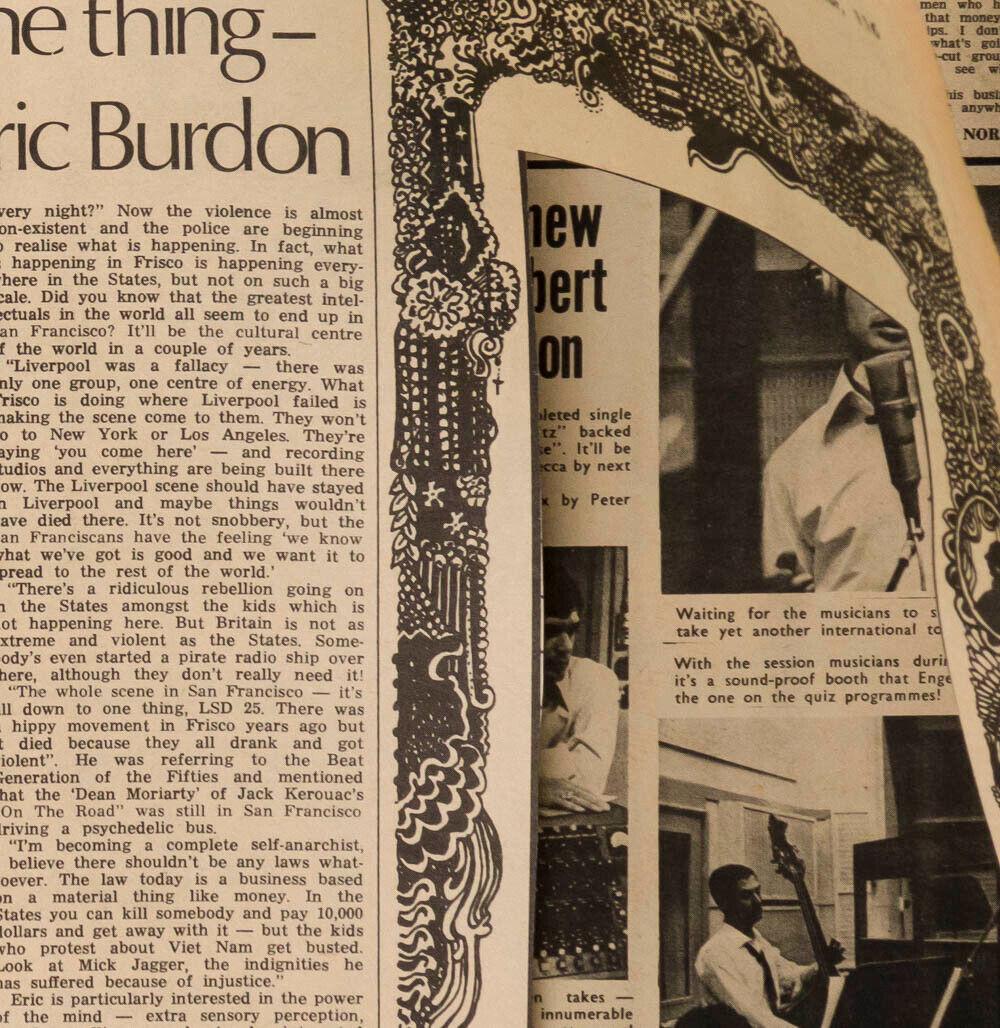 he thing—
ric Burdon
very night?” Now the violence is almost
on-existent and the police are beginning
o realise what is happening. In fact, what
happening in Frisco is happening every-
where in the States, but not on such a big
cale. Did you know that the greatest intel-
ectuals in the world all seem to end up in
an Francisco? It’ll be the cultural centre
f the world in a couple of years.
“Liverpool was a fallacy — there was
nly one group, one centre of energy. What
Frisco is doing where Liverpool failed is
making the scene come to them. They won’t
o to New York or Los Angeles. They’re
aying ‘you come here’ — and recording
tudios and everything are being built there
ow. The Liverpool scene should have stayed
n Liverpool and maybe things wouldn’t
ave died there. It’s not snobbery, but the
an Franciscans have the feeling ‘we know
what we’ve got is good and we want it to
pread to the rest of the world.’
“There’s a ridiculous rebellion going on
n the States amongst the kids which is
ot happening here. But Britain is not as
xtreme and violent as the States. Some-
body’s even started a pirate radio ship over
here, although they don’t really need it!
“The whole scene in San Francisco — it’s
ll down to one thing, LSD 25. There was
hippy movement in Frisco years ago but
t died because they all drank and got
violent”. He was referring to the Beat
Generation of the Fifties and mentioned
hat the ‘Dean Moriarty’ of Jack Kerouac’s
“On The Road” was still in San Francisco
driving a psychedelic bus.
“I’m becoming a complete self-anarchist,
believe there shouldn’t be any laws what-
oever. The law today is a business based
on a material thing like money. In the
States you can kill somebody and pay 10,000
dollars and get away with it — but the kids
who protest about Viet Nam get busted.
Look at Mick Jagger, the indignities he
has suffered because of injustice.”
Eric is particularly interested in the power
of the mind — extra sensory perception,
new
bert
on
pleted single
tz” backed
ke”. It’ll be
ecca by next
x by Peter
Waiting for the musicians to s
take yet another international to
With the session musicians duri
it’s a sound-proof booth that Enge
the one on the quiz programmes!
n takes —
innumerable
men who h
that money
ips. I don
what’s goi
-cut grou
see w
his busi
anywh
NOR